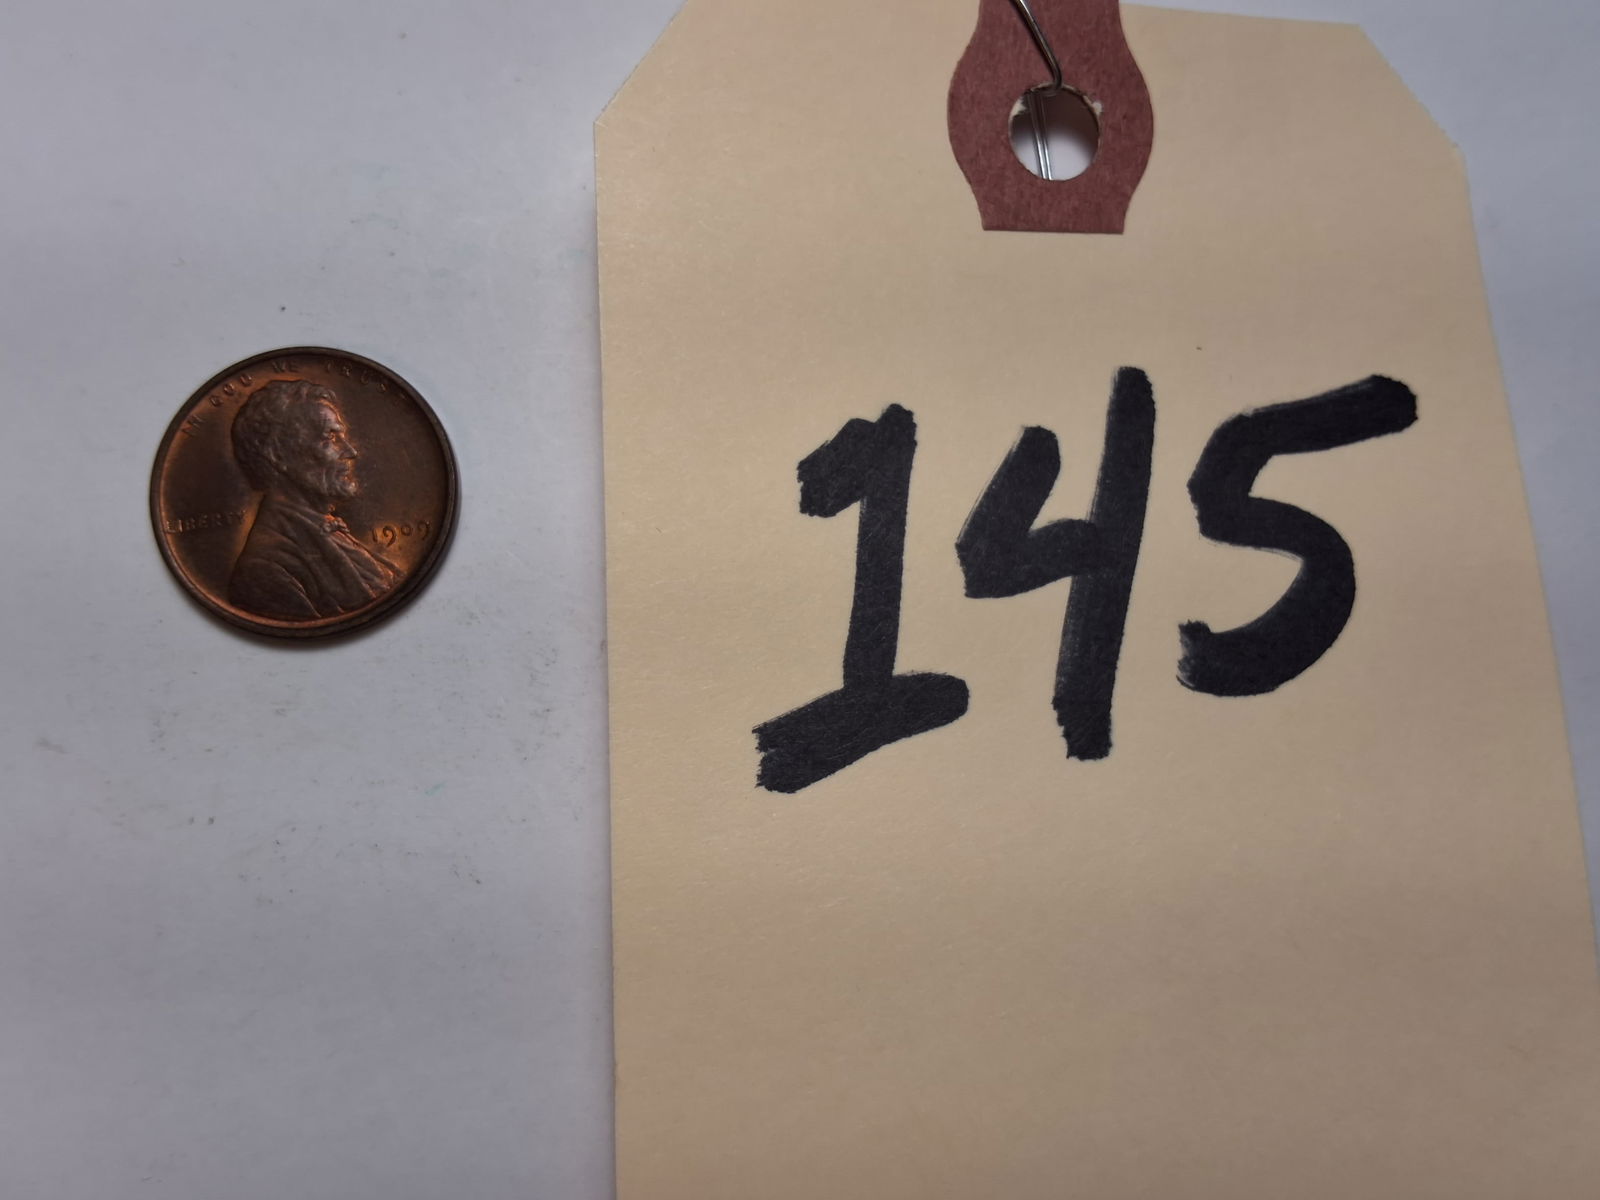 IN GOD WE TRUST
LIBERTY
1909
145